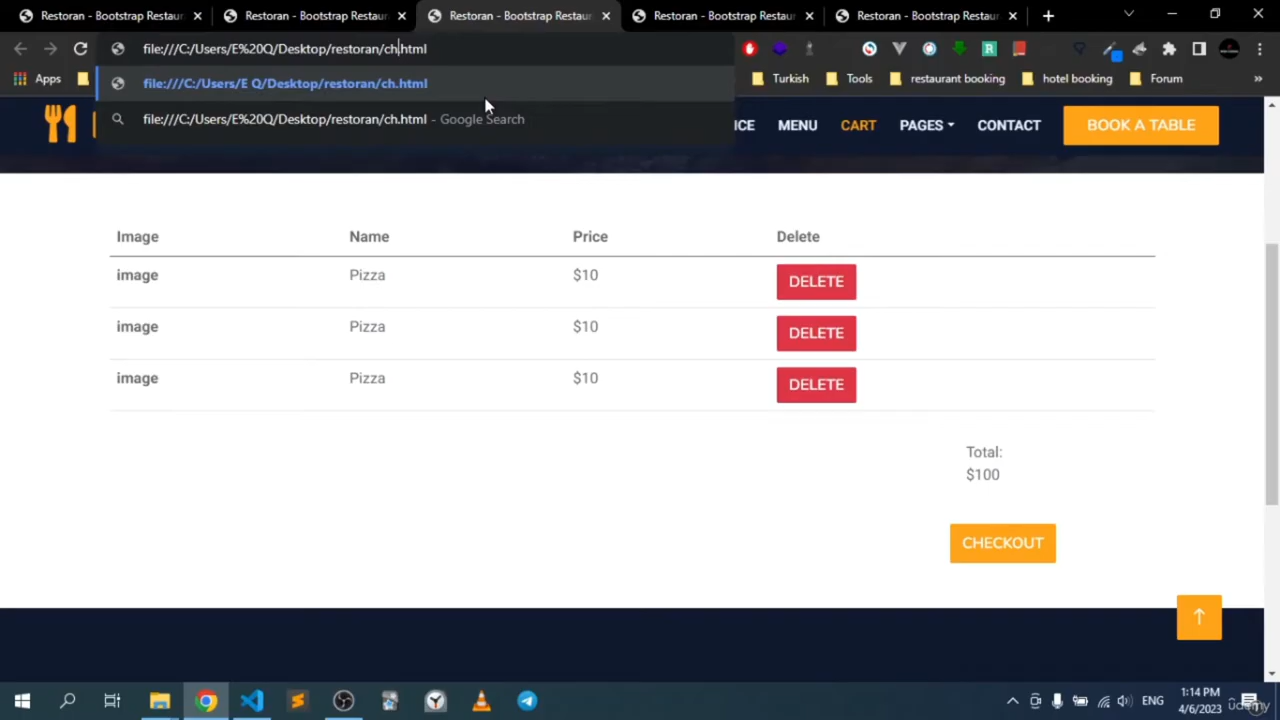 Restoran - Bootstrap Restaur
Restoran - Bootstrap Restaur
Restoran - Bootstrap Restaur
Restoran - Bootstrap Restaur
Restoran - Bootstrap Restaur
file:///C:/Users/E%20Q/Desktop/restoran/ch.html
Apps
file:///C:/Users/E Q/Desktop/restoran/ch.html
Turkish
Tools
restaurant booking
hotel booking
Forum
»
file:///C:/Users/E%20Q/Desktop/restoran/ch.html - Google Search
ICE
MENU
CART
PAGES
CONTACT
BOOK A TABLE
Image Name Price Delete
image Pizza $10 DELETE
image Pizza $10 DELETE
image Pizza $10 DELETE
Total:
$100
CHECKOUT
ENG
1:14 PM
4/6/2023
udemy